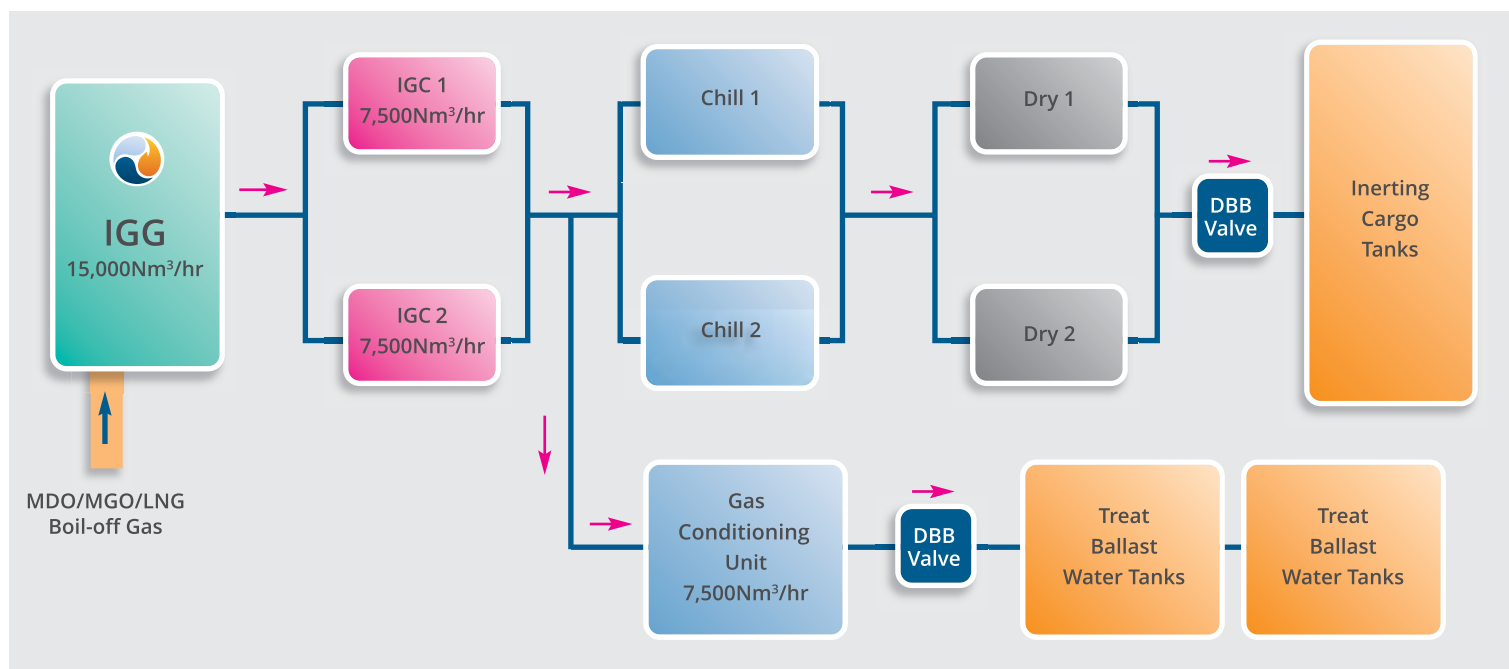 IGG
15,000Nm³/hr
MDO/MGO/LNG
Boil-off Gas
IGC 1
7,500Nm³/hr
IGC 2
7,500Nm³/hr
Chill 1
Chill 2
Dry 1
Dry 2
DBB
Valve
Inerting
Cargo
Tanks
Gas
Conditioning
Unit
7,500Nm³/hr
DBB
Valve
Treat
Ballast
Water Tanks
Treat
Ballast
Water Tanks